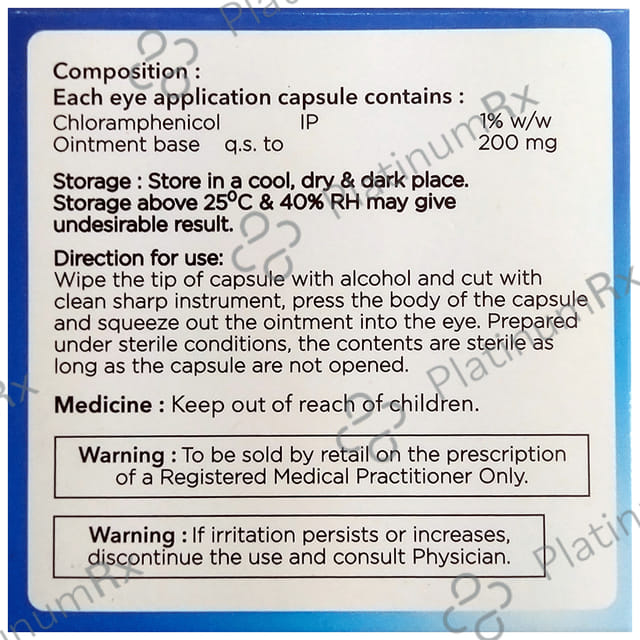 Composition :
Each eye application capsule contains :
Chloramphenicol IP 1% w/w
Ointment base q.s. to 200 mg
Storage : Store in a cool, dry & dark place.
Storage above 25⁰C & 40% RH may give
undesirable result.
Direction for use:
Wipe the tip of capsule with alcohol and cut with
clean sharp instrument, press the body of the capsule
and squeeze out the ointment into the eye. Prepared
under sterile conditions, the contents are sterile as
long as the capsule are not opened.
Medicine : Keep out of reach of children.
Warning : To be sold by retail on the prescription
of a Registered Medical Practitioner Only.
Warning : If irritation persists or increases,
discontinue the use and consult Physician.
PlatinumRx
PlatinumRx
PlatinumRx